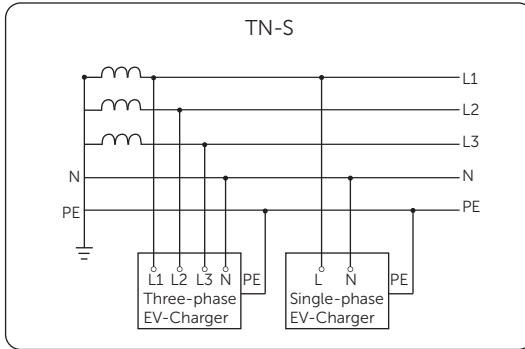 TN-S
L1
L2
L3
N N
PE PE
L1 L2 L3 N PE L N PE
Three-phase Single-phase
EV-Charger EV-Charger